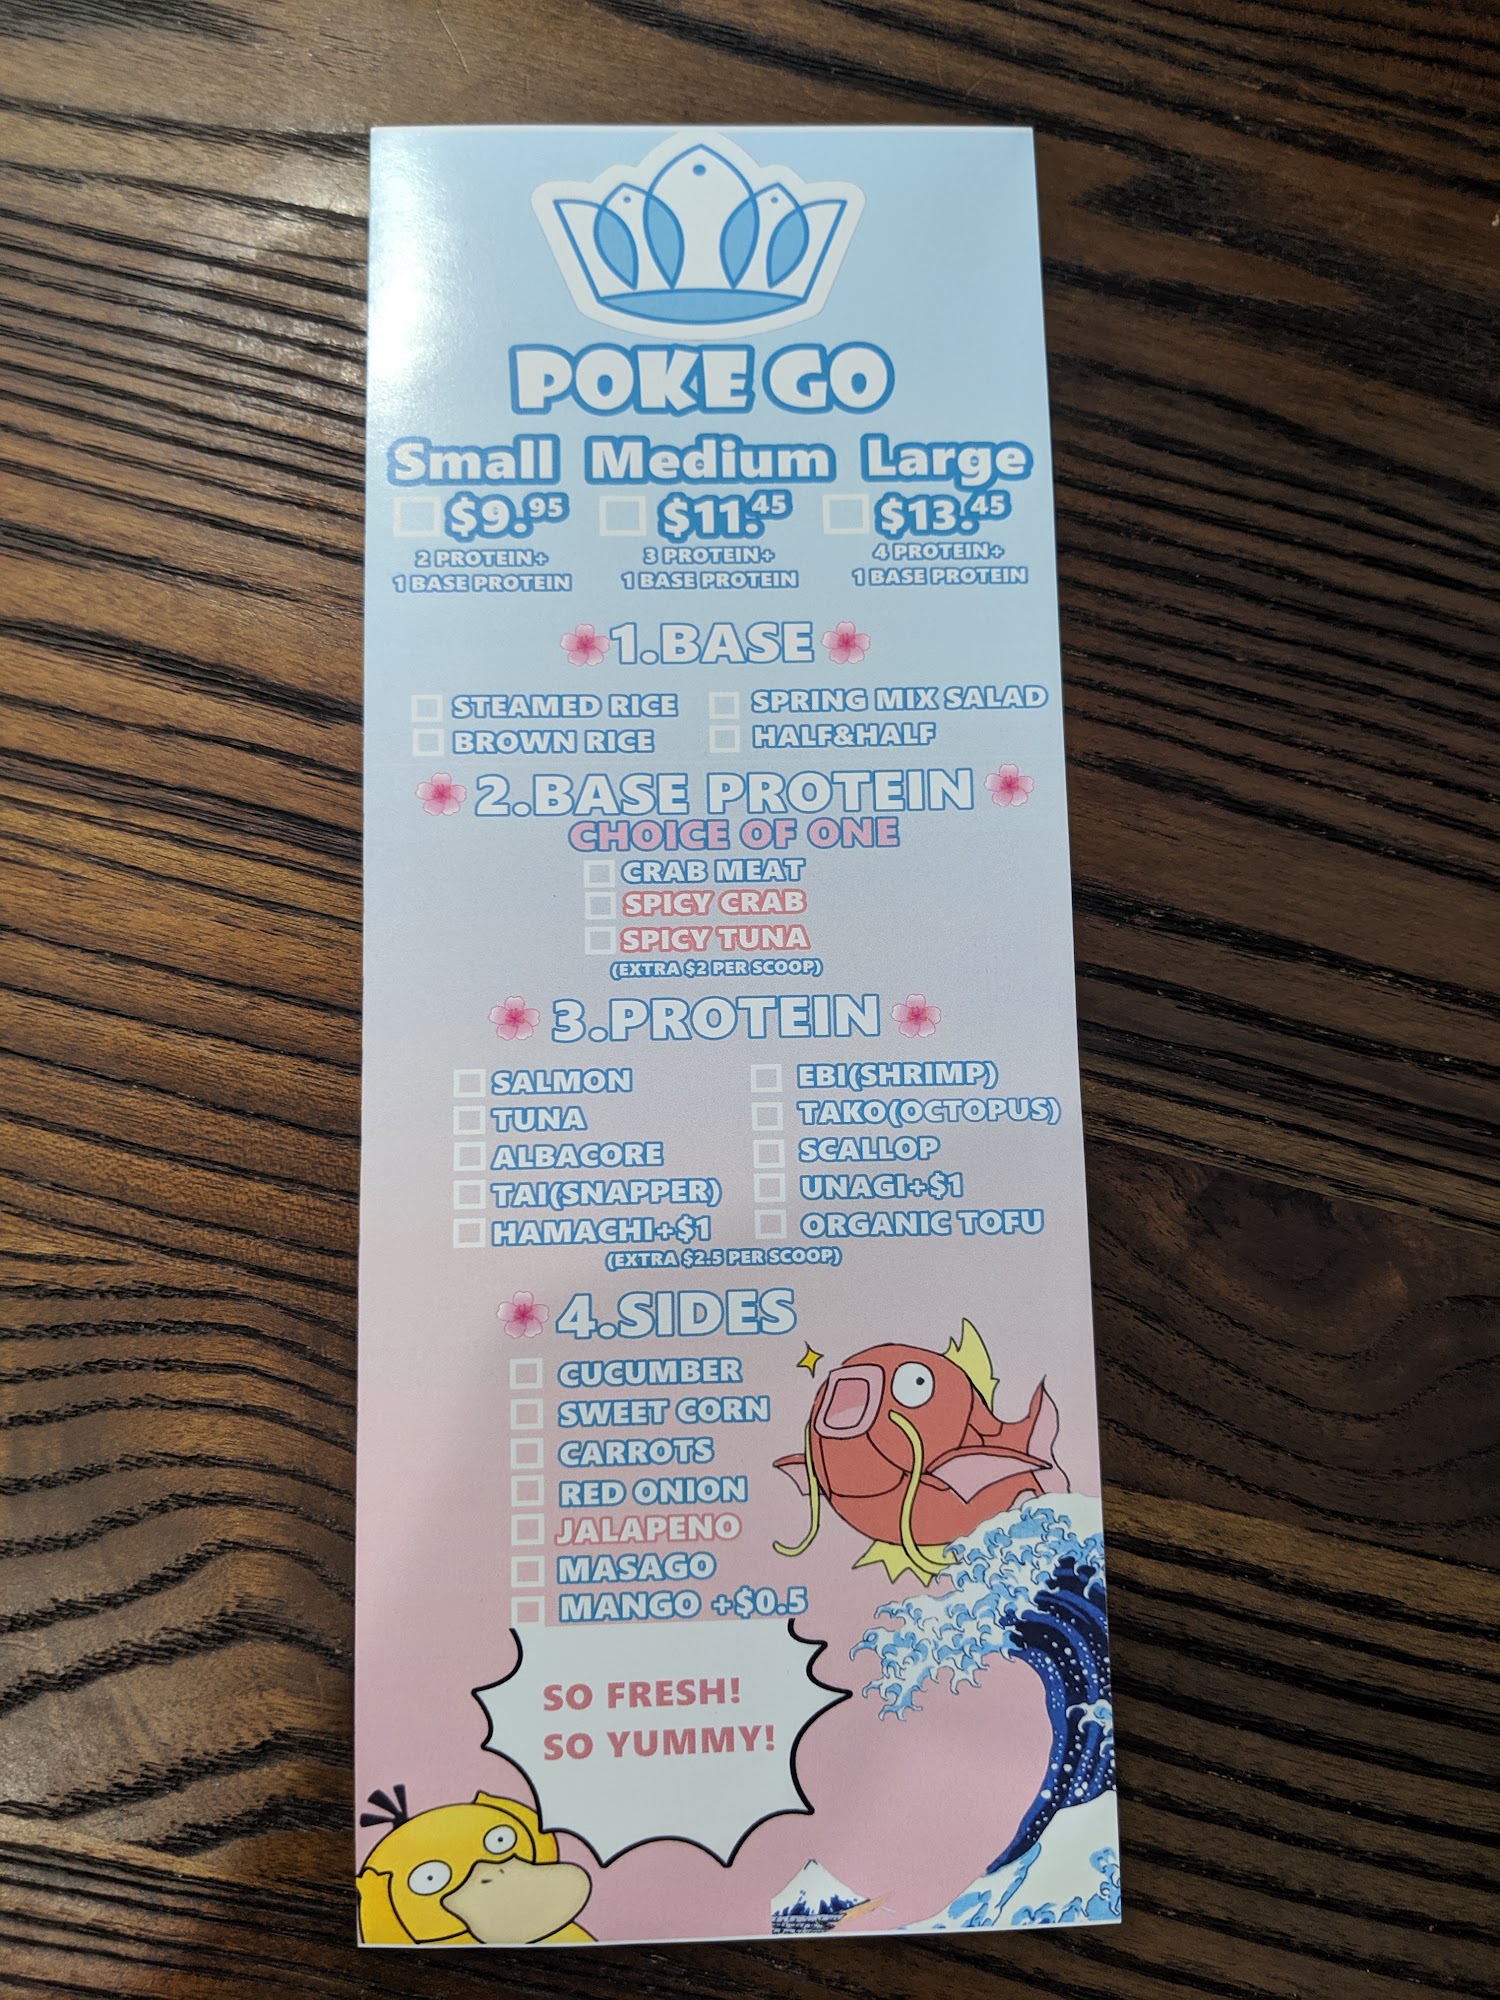 POKE GO
Small Medium Large
$9.95 $11.45 $13.45
2 PROTEIN+ 3 PROTEIN+ 4 PROTEIN+
1 BASE PROTEIN 1 BASE PROTEIN 1 BASE PROTEIN
1.BASE
STEAMED RICE SPRING MIX SALAD
BROWN RICE HALF&HALF
2.BASE PROTEIN
CHOICE OF ONE
CRAB MEAT
SPICY CRAB
SPICY TUNA
(EXTRA $2 PER SCOOP)
3.PROTEIN
SALMON EBI(SHRIMP)
TUNA TAKO(OCTOPUS)
ALBACORE SCALLOP
TAI(SNAPPER) UNAGI+$1
HAMACHI+$1 ORGANIC TOFU
(EXTRA $2.5 PER SCOOP)
4.SIDES
CUCUMBER
SWEET CORN
CARROTS
RED ONION
JALAPENO
MASAGO
MANGO +$0.5
SO FRESH!
SO YUMMY!